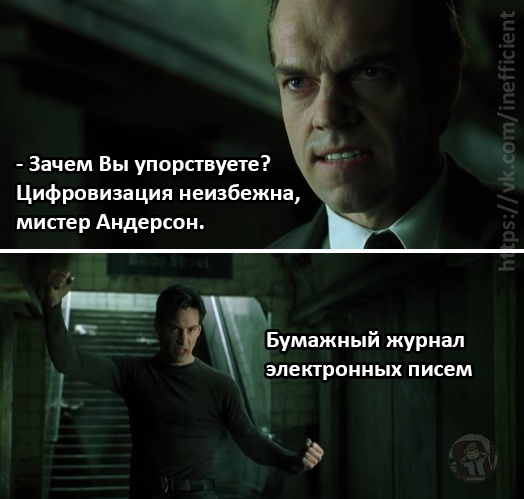 https://vk.com/inefficient
- Зачем Вы упорствуете?
Цифровизация неизбежна,
мистер Андерсон.
Бумажный журнал
электронных писем